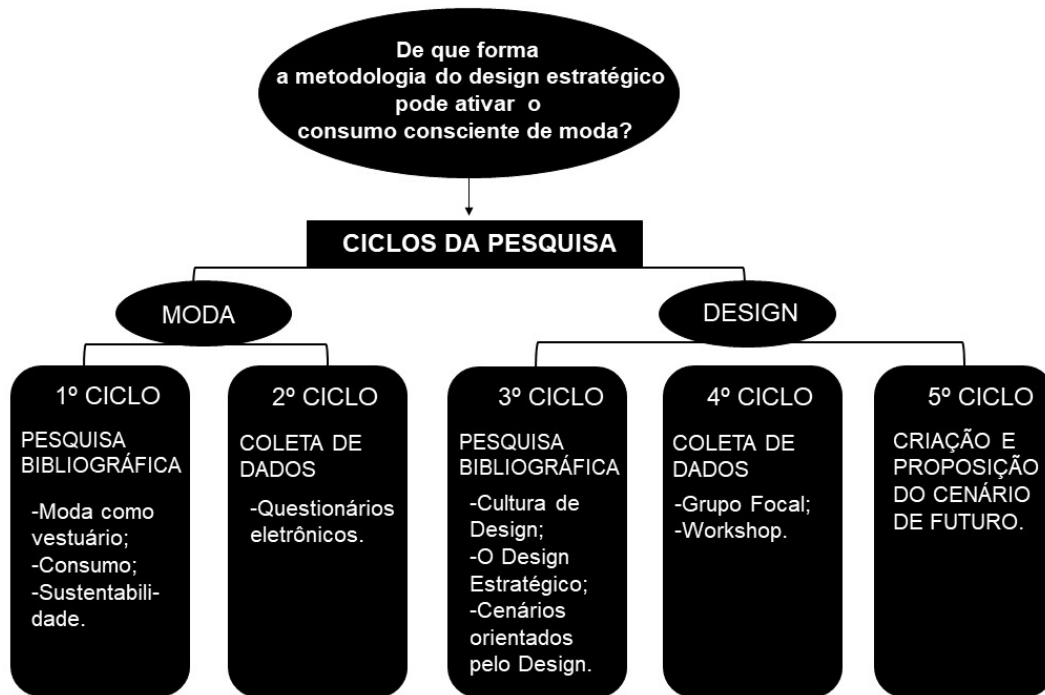 De que forma
a metodologia do design estratégico
pode ativar o
consumo consciente de moda?
CICLOS DA PESQUISA
MODA
DESIGN
1º CICLO
PESQUISA
BIBLIOGRÁFICA
-Moda como
vestuário;
-Consumo;
-Sustentabili-
dade.
2º CICLO
COLETA DE
DADOS
-Questionários
eletrônicos.
3º CICLO
PESQUISA
BIBLIOGRÁFICA
-Cultura de
Design;
-O Design
Estratégico;
-Cenários
orientados
pelo Design.
4º CICLO
COLETA DE
DADOS
-Grupo Focal;
-Workshop.
5º CICLO
CRIAÇÃO E
PROPOSIÇÃO
DO CENÁRIO
DE FUTURO.